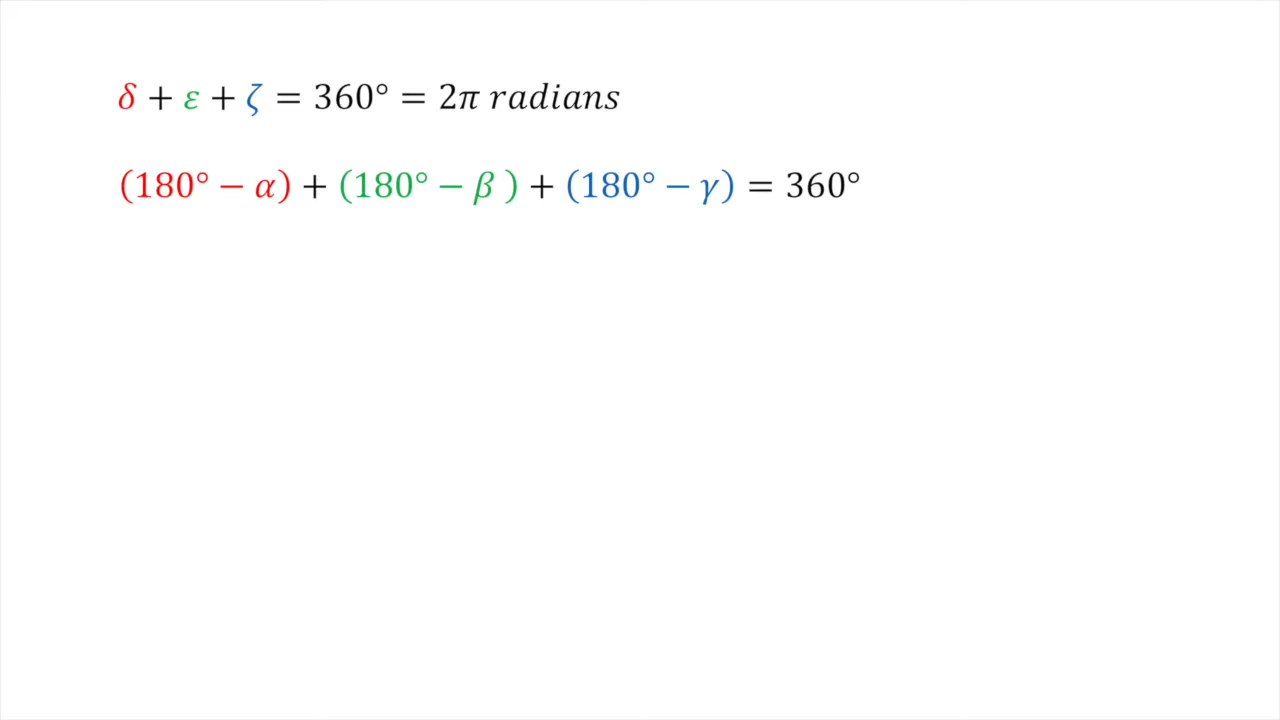 δ + ε + ζ = 360° = 2π radians
(180° − α) + (180° − β ) + (180° − γ) = 360°